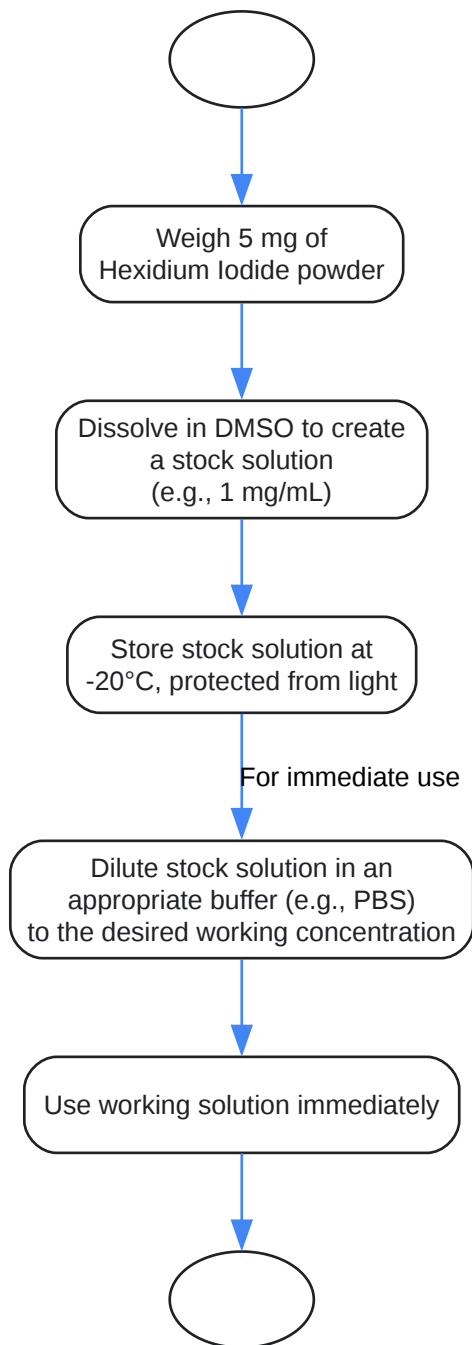 Weigh 5 mg of
Hexidium Iodide powder
Dissolve in DMSO to create
a stock solution
(e.g., 1 mg/mL)
Store stock solution at
-20°C, protected from light
For immediate use
Dilute stock solution in an
appropriate buffer (e.g., PBS)
to the desired working concentration
Use working solution immediately